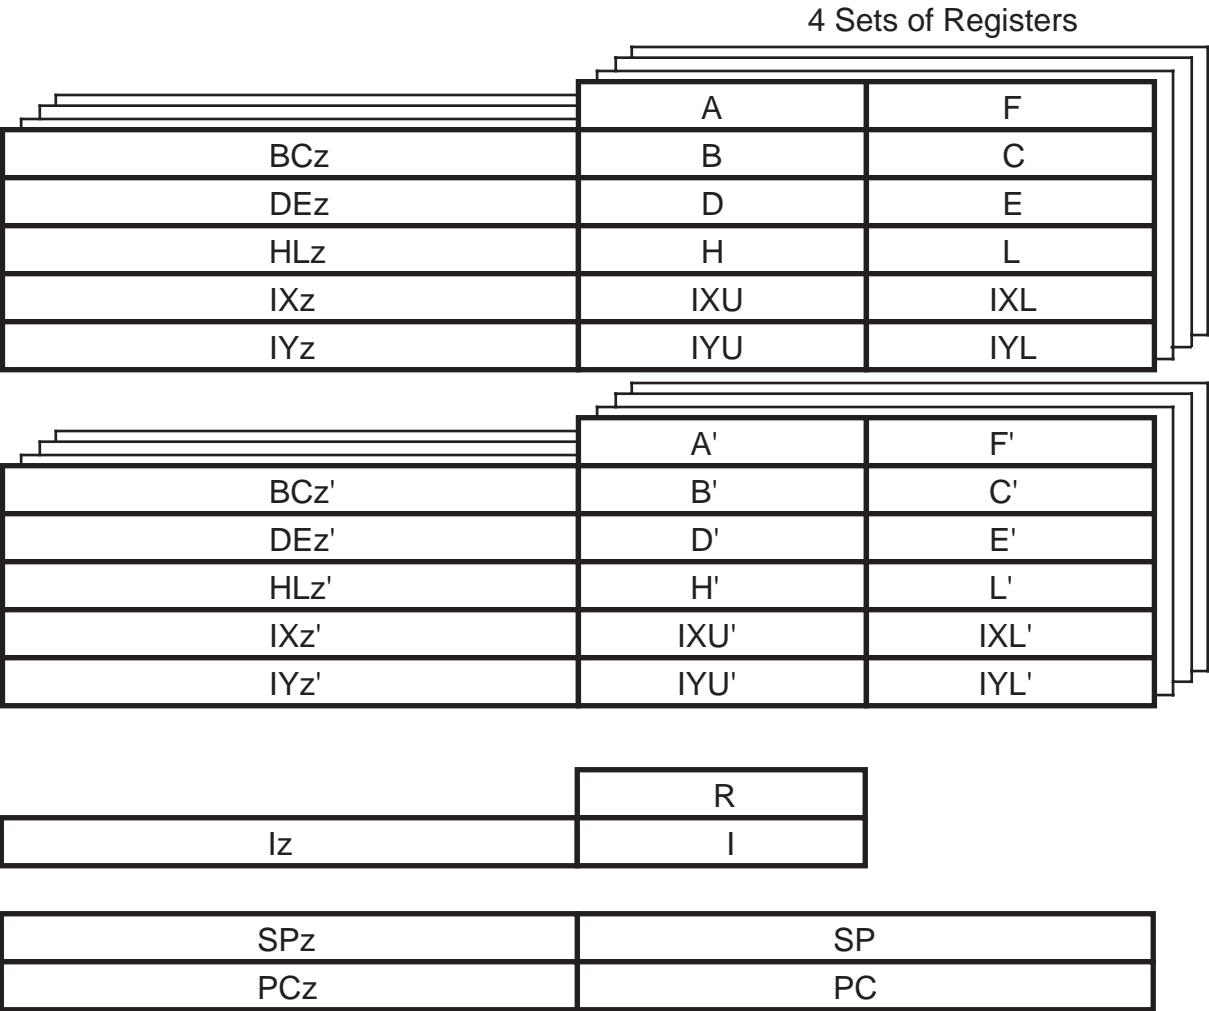 4 Sets of Registers
A F
BCz B C
DEz D E
HLz H L
IXz IXU IXL
IYz IYU IYL
A' F'
BCz' B' C'
DEz' D' E'
HLz' H' L'
IXz' IXU' IXL'
IYz' IYU' IYL'
R
Iz I
SPz SP
PCz PC